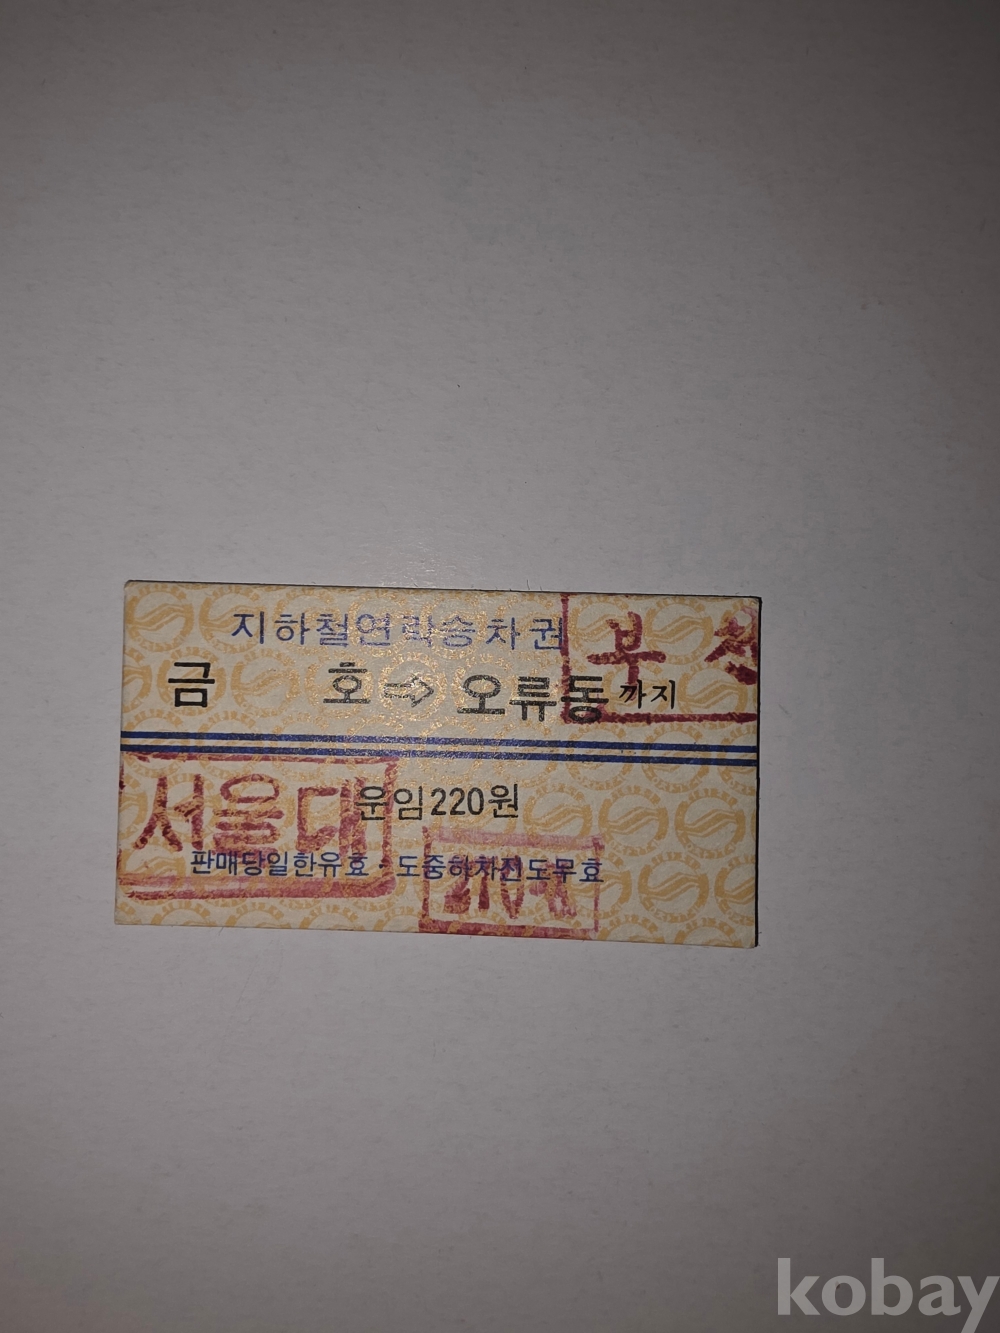 지하철연락승차권
부 천
금 호 ⇨ 오류동 까지
서울대
운임 220원
판매당일한유효·도중하차전도무효
kobay